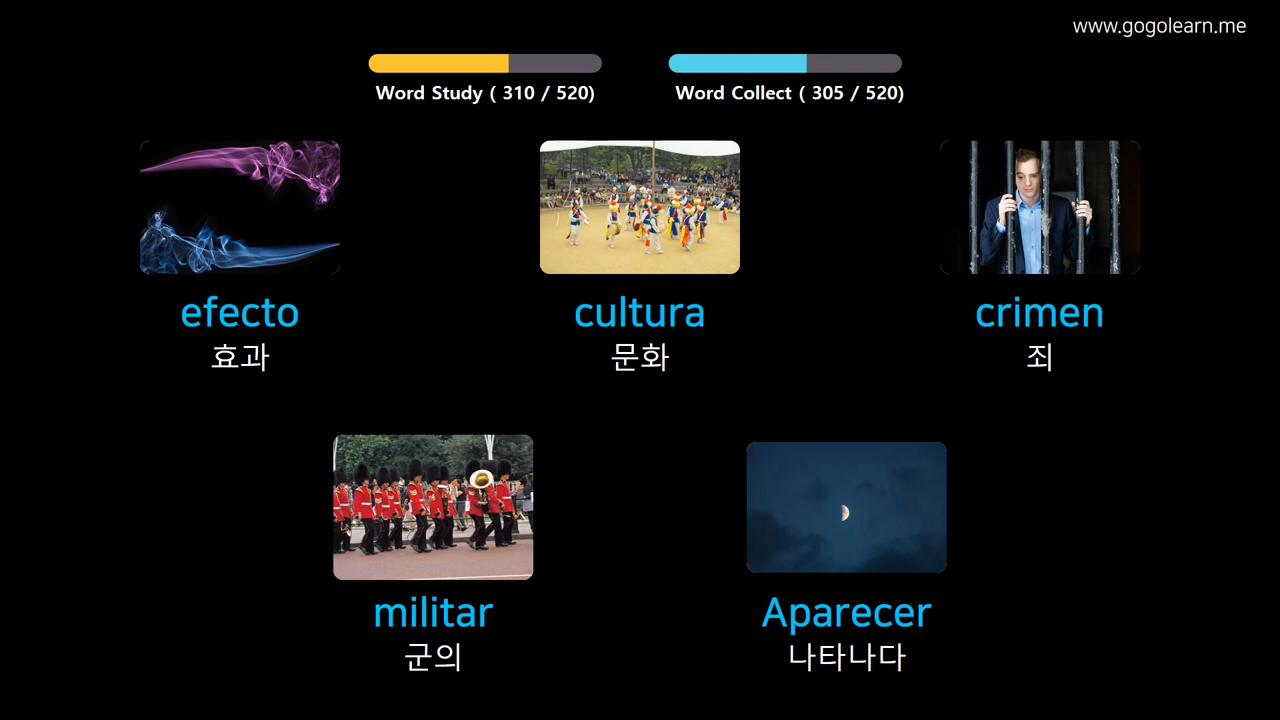 www.gogolearn.me
Word Study ( 310 / 520)
Word Collect ( 305 / 520)
efecto
효과
cultura
문화
crimen
죄
militar
군의
Aparecer
나타나다